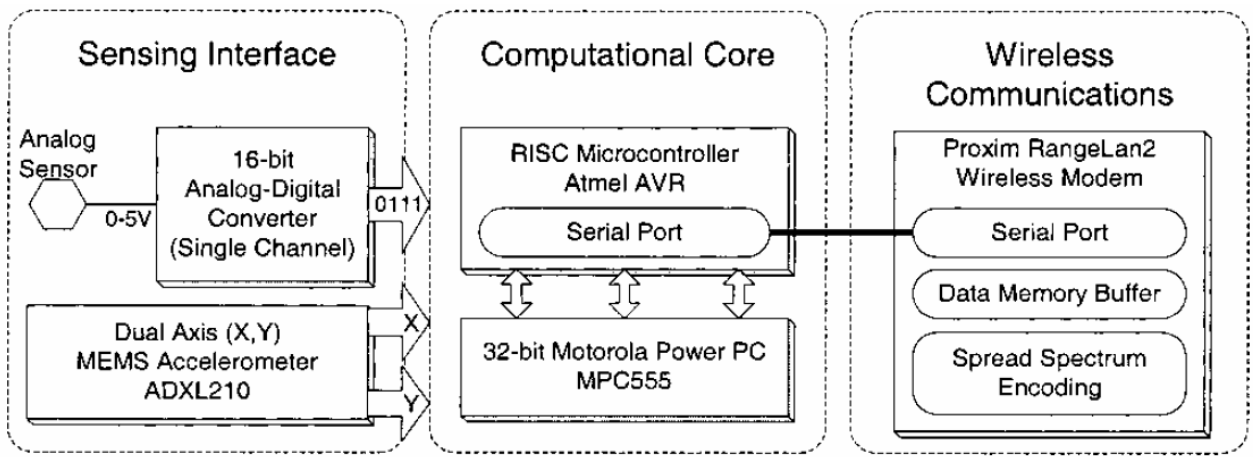 Sensing Interface
Analog
Sensor
0-5V
16-bit
Analog-Digital
Converter
(Single Channel)
0111
Dual Axis (X,Y)
MEMS Accelerometer
ADXL210
X
Y
Computational Core
RISC Microcontroller
Atmel AVR
Serial Port
32-bit Motorola Power PC
MPC555
Wireless
Communications
Proxim RangeLan2
Wireless Modem
Serial Port
Data Memory Buffer
Spread Spectrum
Encoding